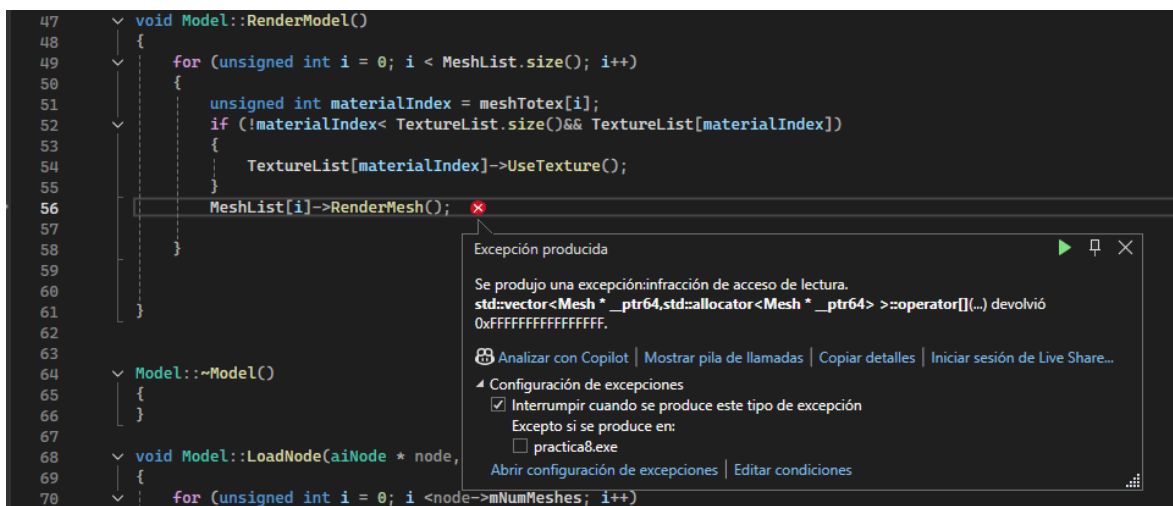 47 void Model::RenderModel()
48 {
49 for (unsigned int i = 0; i < MeshList.size(); i++)
50 {
51 unsigned int materialIndex = meshTotex[i];
52 if (!materialIndex< TextureList.size()&& TextureList[materialIndex])
53 {
54 TextureList[materialIndex]->UseTexture();
55 }
56 MeshList[i]->RenderMesh();
57
58 }
59
60
61 }
62
63
64 Model::~Model()
65 {
66 }
67
68 void Model::LoadNode(aiNode * node,
69 {
70 for (unsigned int i = 0; i <node->mNumMeshes; i++)
Excepción producida
Se produjo una excepción:infracción de acceso de lectura.
std::vector<Mesh * __ptr64,std::allocator<Mesh * __ptr64> >::operator[](...) devolvió
0xFFFFFFFFFFFFFFFF.
Analizar con Copilot | Mostrar pila de llamadas | Copiar detalles | Iniciar sesión de Live Share...
Configuración de excepciones
Interrumpir cuando se produce este tipo de excepción
Excepto si se produce en:
practica8.exe
Abrir configuración de excepciones | Editar condiciones